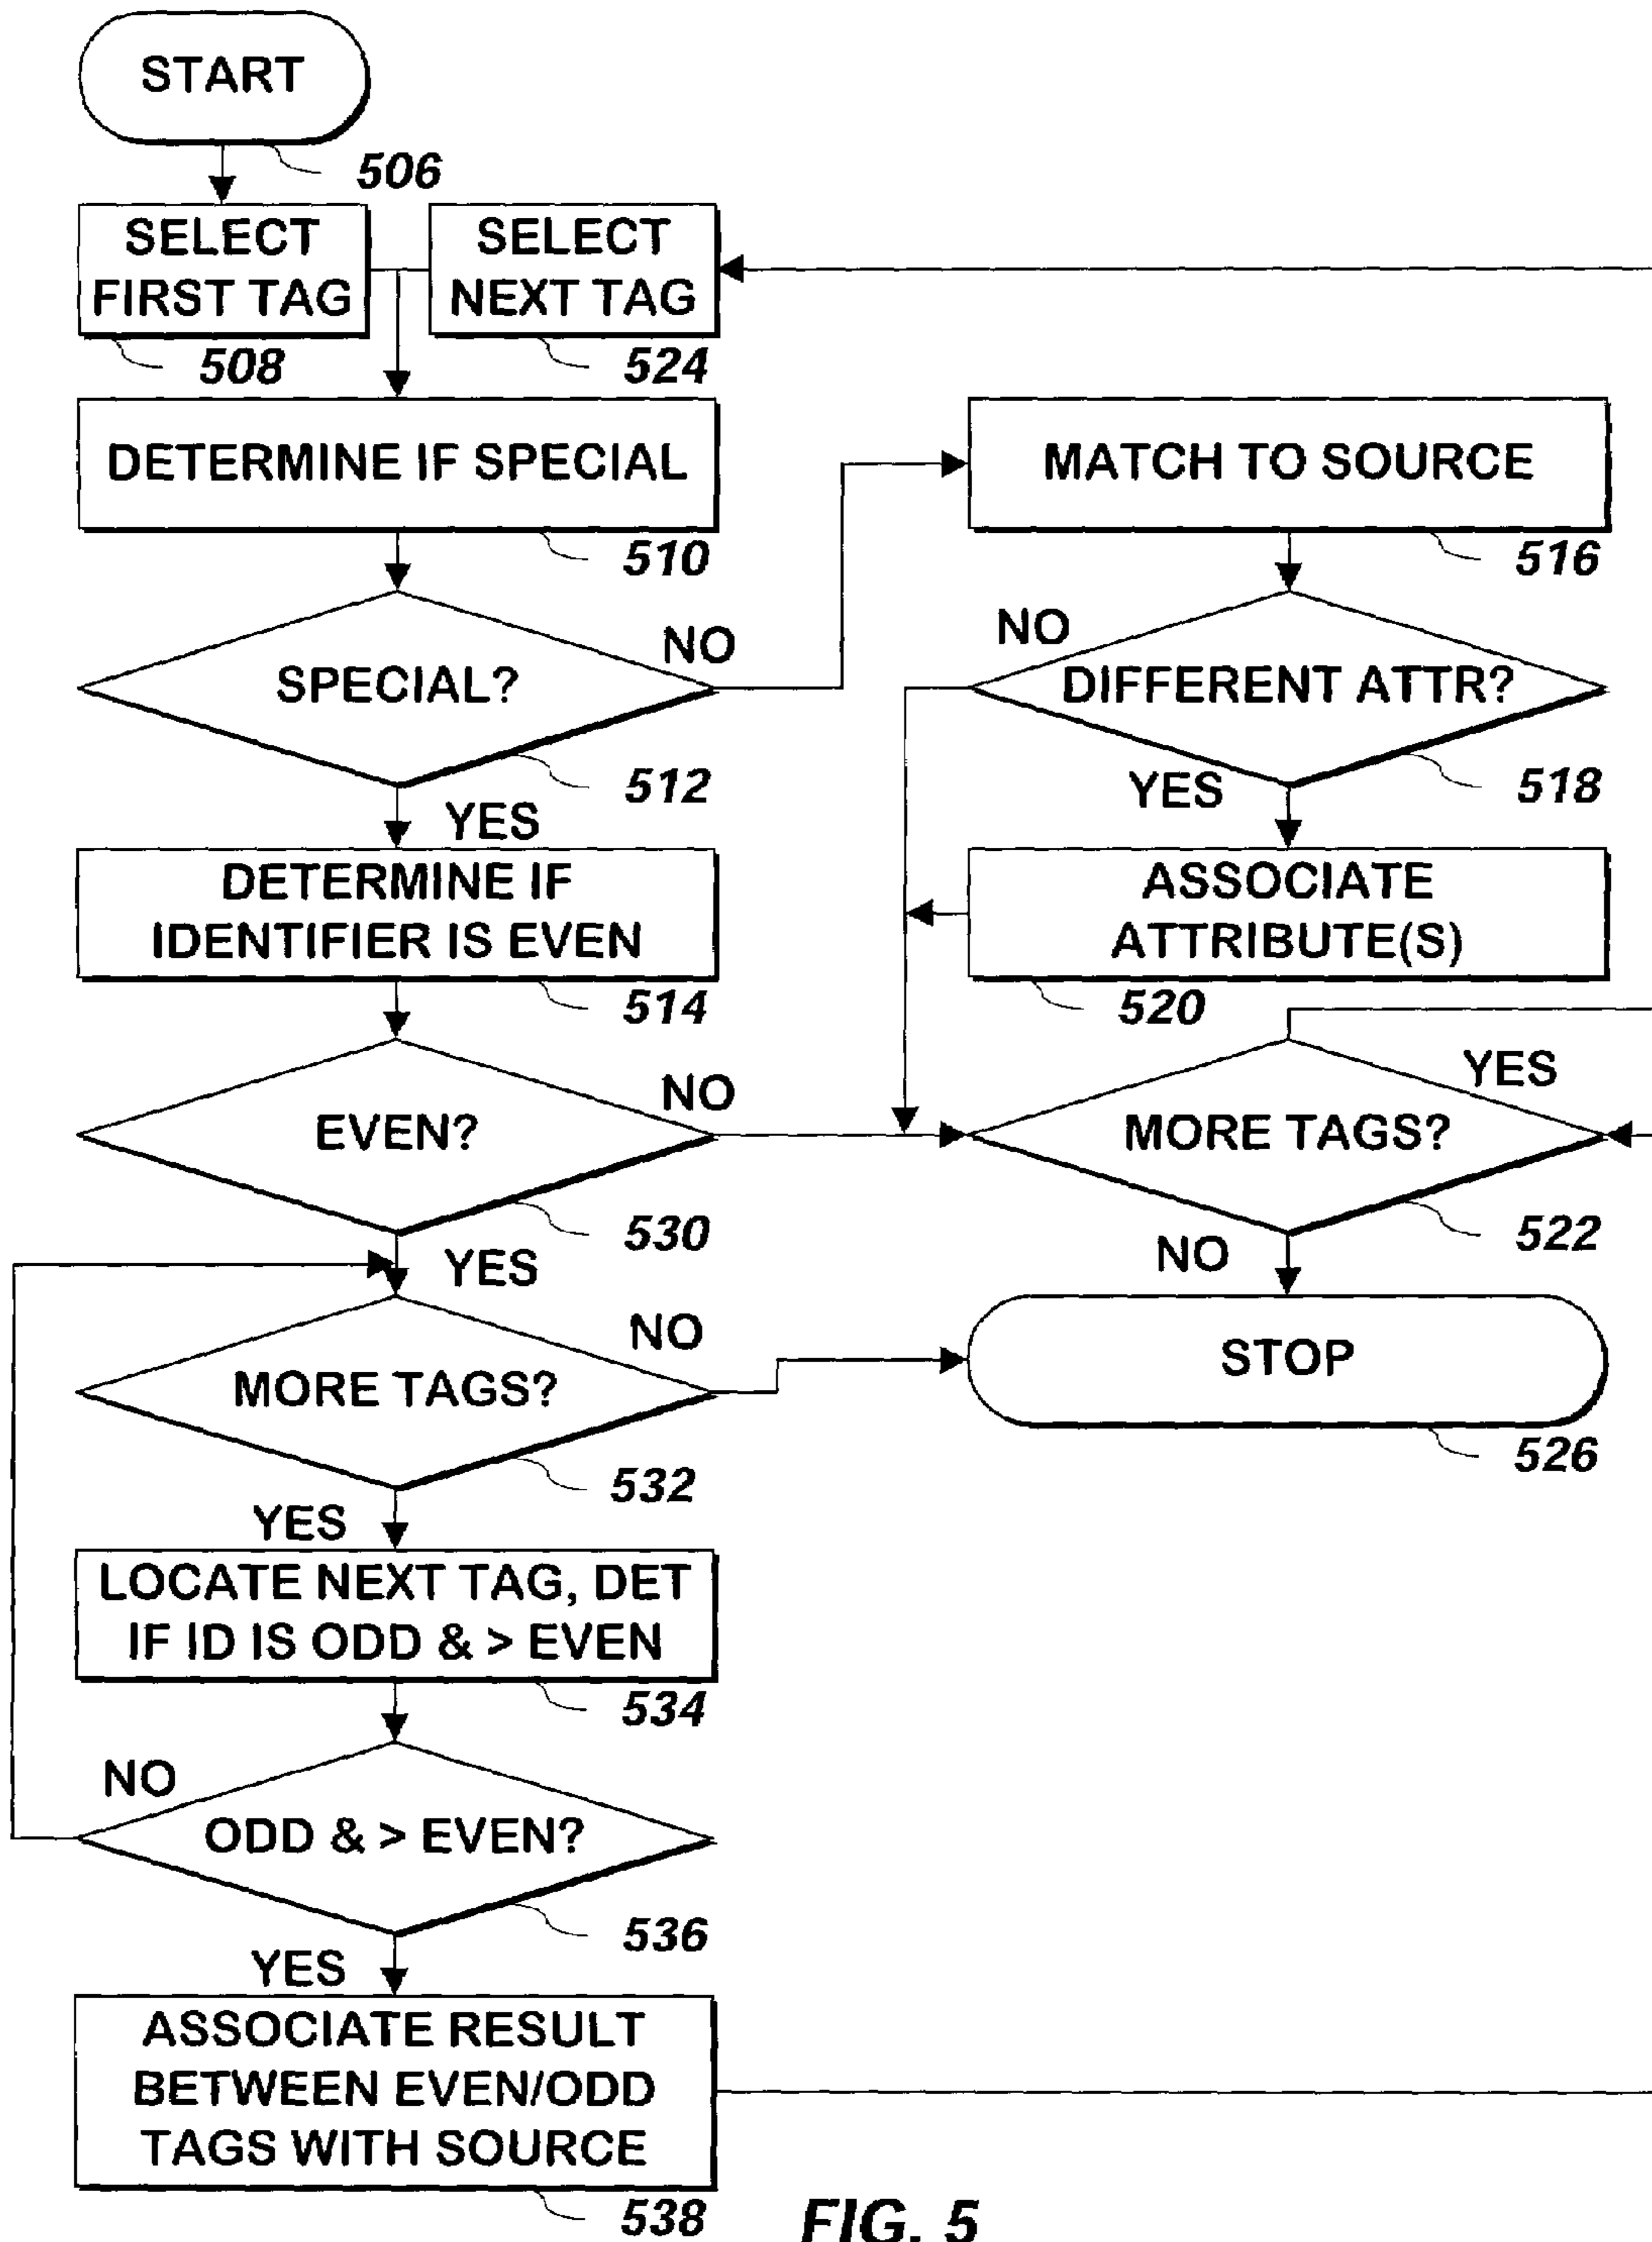 START
506
SELECT
FIRST TAG
508
SELECT
NEXT TAG
524
DETERMINE IF SPECIAL
510
MATCH TO SOURCE
516
SPECIAL?
NO
512
YES
NO
DIFFERENT ATTR?
518
YES
DETERMINE IF
IDENTIFIER IS EVEN
514
ASSOCIATE
ATTRIBUTE(S)
520
EVEN?
NO
530
YES
MORE TAGS?
YES
522
NO
MORE TAGS?
NO
532
YES
STOP
526
LOCATE NEXT TAG, DET
IF ID IS ODD & > EVEN
534
NO
ODD & > EVEN?
536
YES
ASSOCIATE RESULT
BETWEEN EVEN/ODD
TAGS WITH SOURCE
538
FIG. 5